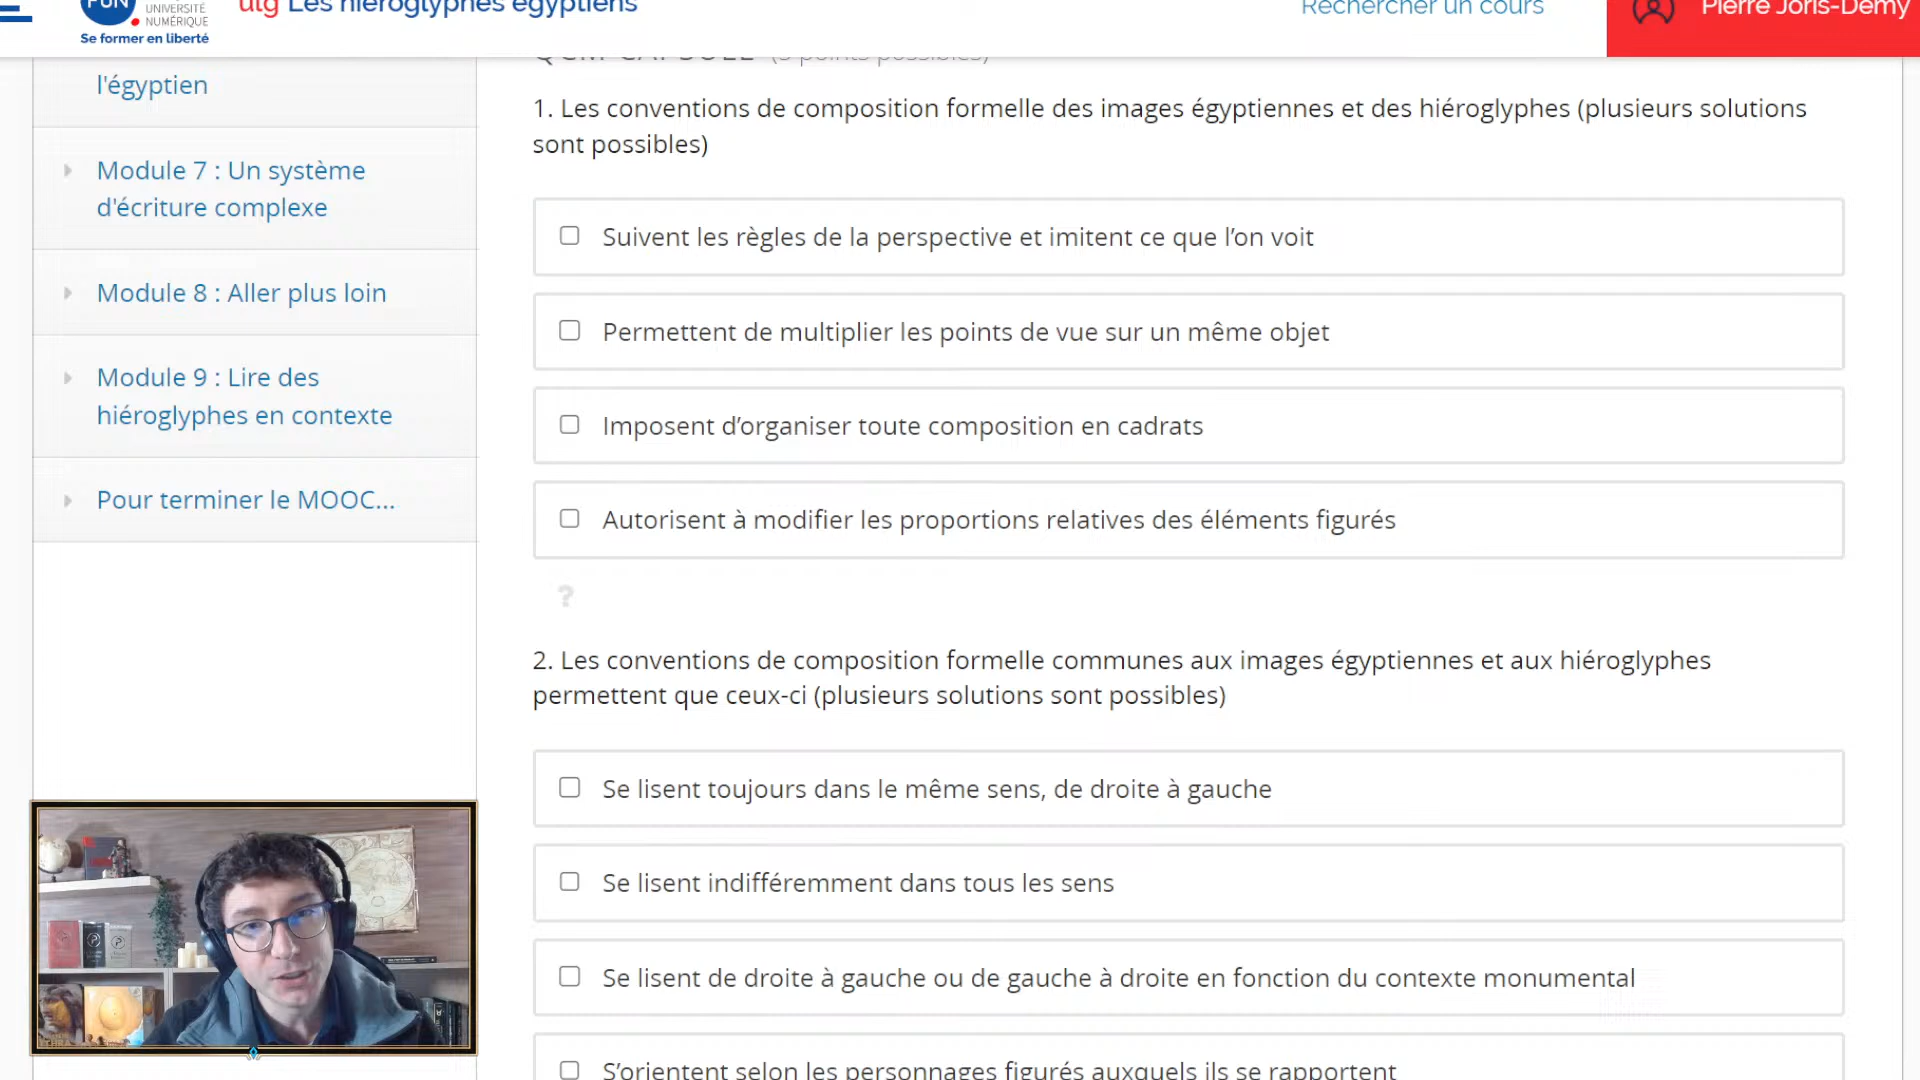 FUN
UNIVERSITÉ
NUMÉRIQUE
Se former en liberté
ulg Les hiéroglyphes égyptiens
Rechercher un cours
Pierre Joris-Demy
l'égyptien
Module 7 : Un système
d'écriture complexe
Module 8 : Aller plus loin
Module 9 : Lire des
hiéroglyphes en contexte
Pour terminer le MOOC...
QCM CAPSULE (5 points possibles)
1. Les conventions de composition formelle des images égyptiennes et des hiéroglyphes (plusieurs solutions
sont possibles)
Suivent les règles de la perspective et imitent ce que l’on voit
Permettent de multiplier les points de vue sur un même objet
Imposent d’organiser toute composition en cadrats
Autorisent à modifier les proportions relatives des éléments figurés
?
2. Les conventions de composition formelle communes aux images égyptiennes et aux hiéroglyphes
permettent que ceux-ci (plusieurs solutions sont possibles)
Se lisent toujours dans le même sens, de droite à gauche
Se lisent indifféremment dans tous les sens
Se lisent de droite à gauche ou de gauche à droite en fonction du contexte monumental
S’orientent selon les personnages figurés auxquels ils se rapportent